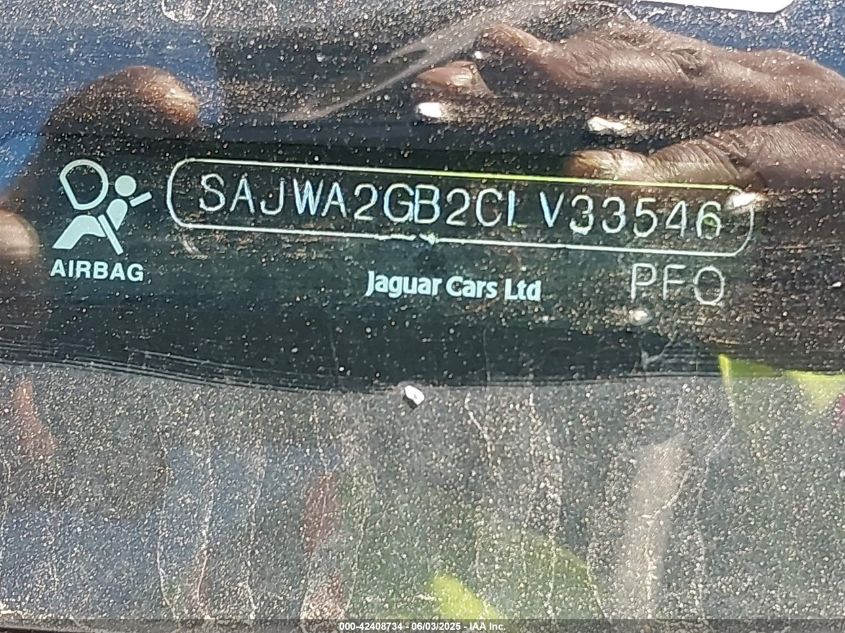 SAJWA2GB2CLV33546
AIRBAG
Jaguar Cars Ltd
PFO
000-42408734 - 06/03/2025 - IAA Inc.